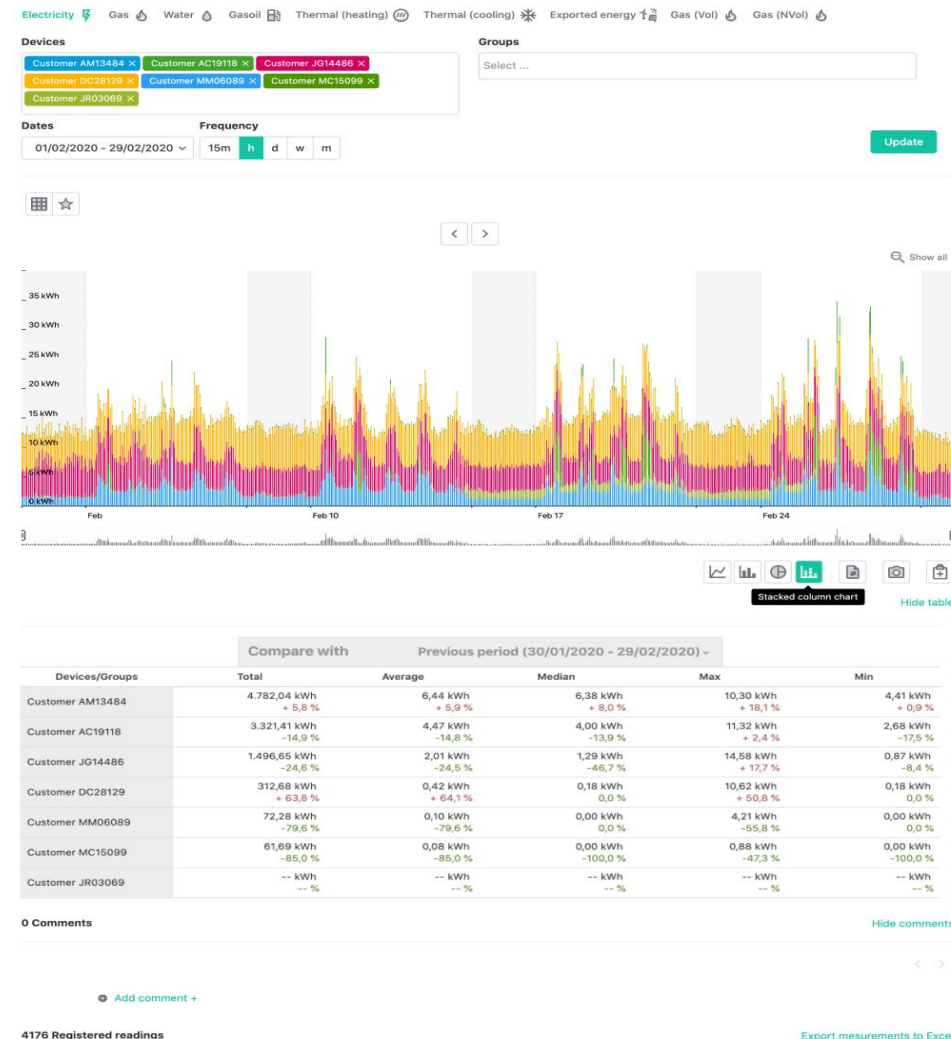 Electricity Gas Water Gasoil Thermal (heating) Thermal (cooling) Exported energy Gas (Vol) Gas (NVol)
Devices Groups
Customer AM13484 × Customer AC19118 × Customer JG14486 ×
Select ...
Customer DC28129 × Customer MM06089 × Customer MC15099 ×
Customer JR03069 ×
Dates Frequency
01/02/2020 - 29/02/2020 15m h d w m
Update
< >
Show all
35 kWh
30 kWh
25 kWh
20 kWh
15 kWh
10 kWh
5 kWh
0 kWh
Feb Feb 10 Feb 17 Feb 24
Stacked column chart
Hide table
Compare with Previous period (30/01/2020 - 29/02/2020)
Devices/Groups Total Average Median Max Min
Customer AM13484 4.782,04 kWh 6,44 kWh 6,38 kWh 10,30 kWh 4,41 kWh
+ 5,8 % + 5,9 % + 8,0 % + 18,1 % + 0,9 %
Customer AC19118 3.321,41 kWh 4,47 kWh 4,00 kWh 11,32 kWh 2,68 kWh
-14,9 % -14,8 % -13,9 % + 2,4 % -17,5 %
Customer JG14486 1.496,65 kWh 2,01 kWh 1,29 kWh 14,58 kWh 0,87 kWh
-24,6 % -24,5 % -46,7 % + 17,7 % -8,4 %
Customer DC28129 312,68 kWh 0,42 kWh 0,18 kWh 10,62 kWh 0,18 kWh
+ 63,8 % + 64,1 % 0,0 % + 50,8 % 0,0 %
Customer MM06089 72,28 kWh 0,10 kWh 0,00 kWh 4,21 kWh 0,00 kWh
-79,6 % -79,6 % 0,0 % -55,8 % 0,0 %
Customer MC15099 61,69 kWh 0,08 kWh 0,00 kWh 0,88 kWh 0,00 kWh
-85,0 % -85,0 % -100,0 % -47,3 % -100,0 %
Customer JR03069 -- kWh -- kWh -- kWh -- kWh -- kWh
-- % -- % -- % -- % -- %
0 Comments Hide comments
< >
Add comment +
4176 Registered readings Export mesurements to Exce